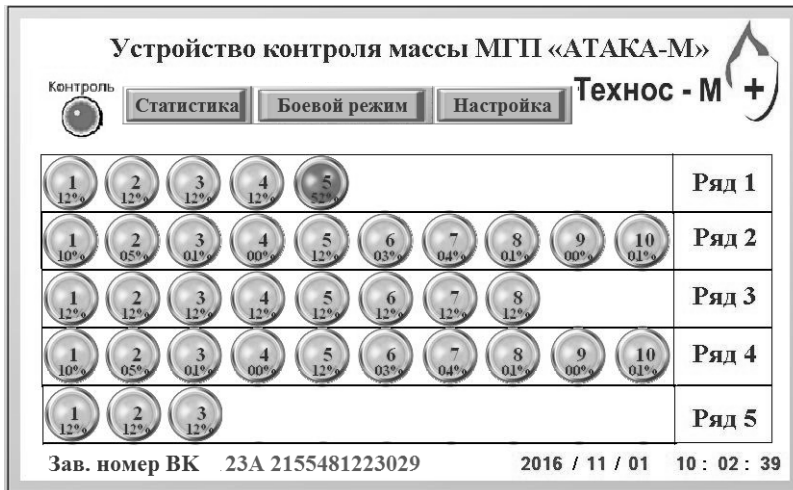 Устройство контроля массы МГП «АТАКА-М»
Контроль
Статистика Боевой режим Настройка Технос - М +
1 2 3 4 5 Ряд 1
12% 12% 12% 12% 52%
1 2 3 4 5 6 7 8 9 10 Ряд 2
10% 05% 01% 00% 12% 03% 04% 01% 00% 01%
1 2 3 4 5 6 7 8 Ряд 3
12% 12% 12% 12% 12% 12% 12% 12%
1 2 3 4 5 6 7 8 9 10 Ряд 4
10% 05% 01% 00% 12% 03% 04% 01% 00% 01%
1 2 3 Ряд 5
12% 12% 12%
Зав. номер ВК 23А 2155481223029 2016 / 11 / 01 10 : 02 : 39